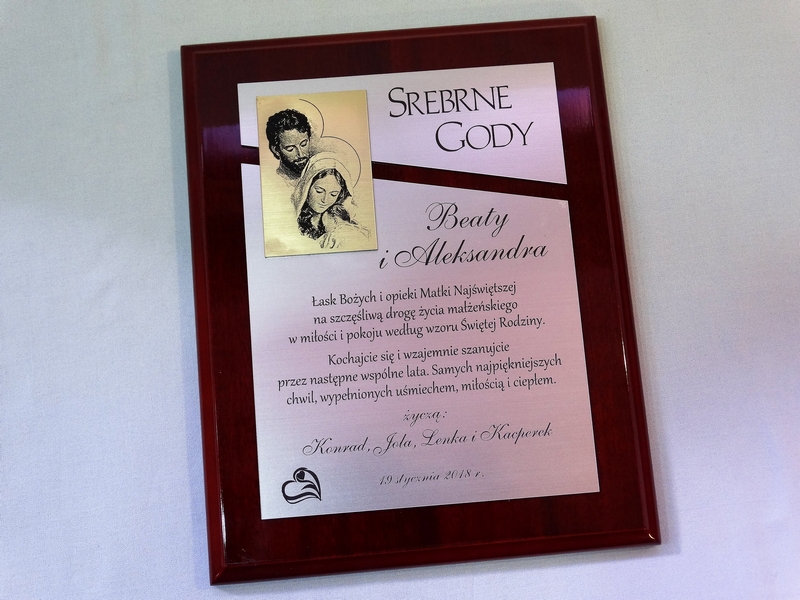 SREBRNE
GODY
Beaty
i Aleksandra
Łask Bożych i opieki Matki Najświętszej
na szczęśliwą drogę życia małżeńskiego
w miłości i pokoju według wzoru Świętej Rodziny.
Kochajcie się i wzajemnie szanujcie
przez następne wspólne lata. Samych najpiękniejszych
chwil, wypełnionych uśmiechem, miłością i ciepłem.
życzą:
Konrad, Jola, Lenka i Kacperek
19 stycznia 2018 r.